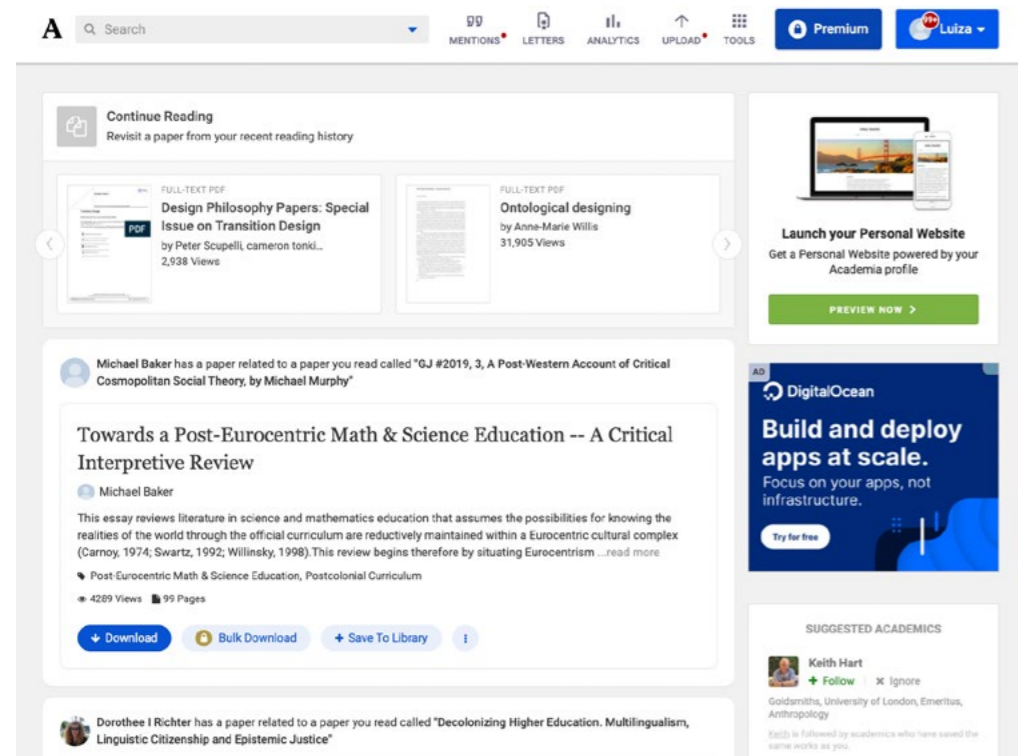 A
Search
MENTIONS
LETTERS
ANALYTICS
UPLOAD
TOOLS
Premium
99+
Luiza
Continue Reading
Revisit a paper from your recent reading history
PDF
FULL-TEXT PDF
Design Philosophy Papers: Special
Issue on Transition Design
by Peter Scupelli, cameron tonki...
2,938 Views
FULL-TEXT PDF
Ontological designing
by Anne-Marie Willis
31,905 Views
Launch your Personal Website
Get a Personal Website powered by your
Academia profile
PREVIEW NOW >
Michael Baker has a paper related to a paper you read called "GJ #2019, 3, A Post-Western Account of Critical
Cosmopolitan Social Theory, by Michael Murphy"
Towards a Post-Eurocentric Math & Science Education -- A Critical
Interpretive Review
Michael Baker
This essay reviews literature in science and mathematics education that assumes the possibilities for knowing the
realities of the world through the official curriculum are reductively maintained within a Eurocentric cultural complex
(Carnoy, 1974; Swartz, 1992; Willinsky, 1998).This review begins therefore by situating Eurocentrism ...read more
Post-Eurocentric Math & Science Education, Postcolonial Curriculum
4289 Views 99 Pages
Download
Bulk Download
+ Save To Library
AD
DigitalOcean
Build and deploy
apps at scale.
Focus on your apps, not
infrastructure.
Try for free
SUGGESTED ACADEMICS
Keith Hart
+ Follow
Ignore
Goldsmiths, University of London, Emeritus,
Anthropology
Keith is followed by academics who have saved the
same works as you.
Dorothee I Richter has a paper related to a paper you read called "Decolonizing Higher Education. Multilingualism,
Linguistic Citizenship and Epistemic Justice"